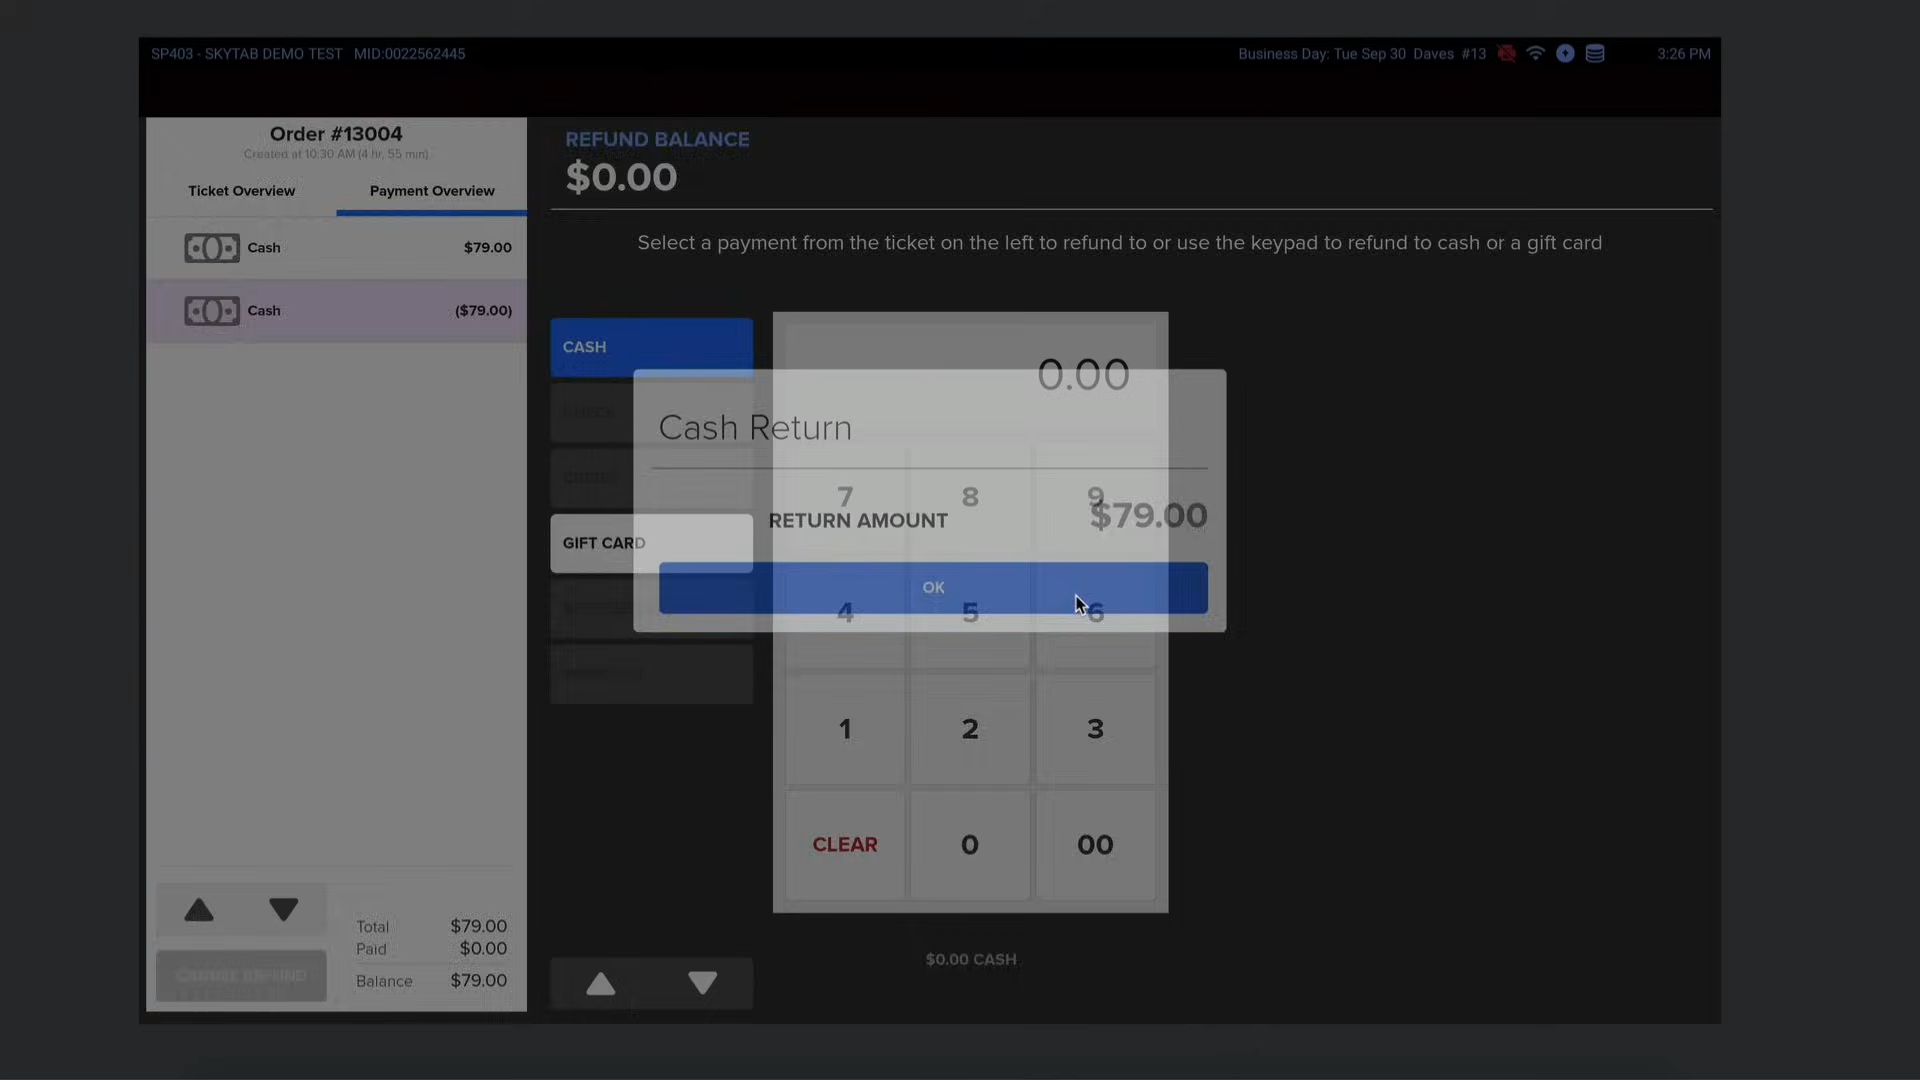 SP403 - SKYTAB DEMO TEST MID:0022562445
Business Day: Tue Sep 30 Daves #13 3:26 PM
Order #13004
Created at 10:30 AM (4 hr, 55 min)
Ticket Overview Payment Overview
Cash $79.00
Cash ($79.00)
Total $79.00
Paid $0.00
Balance $79.00
REFUND BALANCE
$0.00
Select a payment from the ticket on the left to refund to or use the keypad to refund to cash or a gift card
CASH
GIFT CARD
0.00
Cash Return
RETURN AMOUNT $79.00
OK
7 8 9
4 5 6
1 2 3
CLEAR 0 00
$0.00 CASH